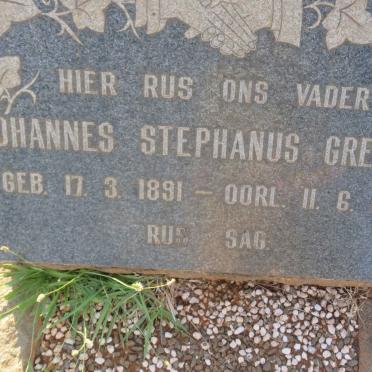 HIER RUS ONS VADER
OHANNES STEPHANUS GRE
GEB. 17. 3. 1891 — OORL. 11. 6.
RUS SAG.